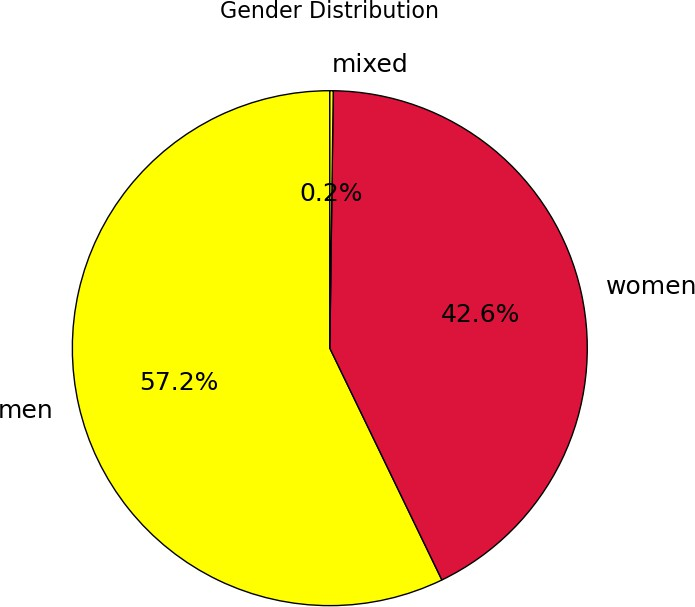 Gender Distribution
mixed
0.2%
women
42.6%
57.2%
men